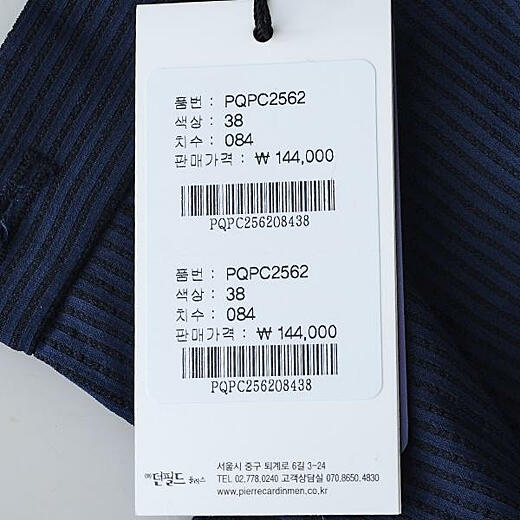 품번 : PQPC2562
색상 : 38
치수 : 084
판매가격 : ₩ 144,000
PQPC256208438
품번 : PQPC2562
색상 : 38
치수 : 084
판매가격 : ₩ 144,000
PQPC256208438
㈜던필드 플러스
서울시 중구 퇴계로 6길 3-24
TEL 02.778.0240 고객상담실 070.8650.4830
www.pierrecardinmen.co.kr